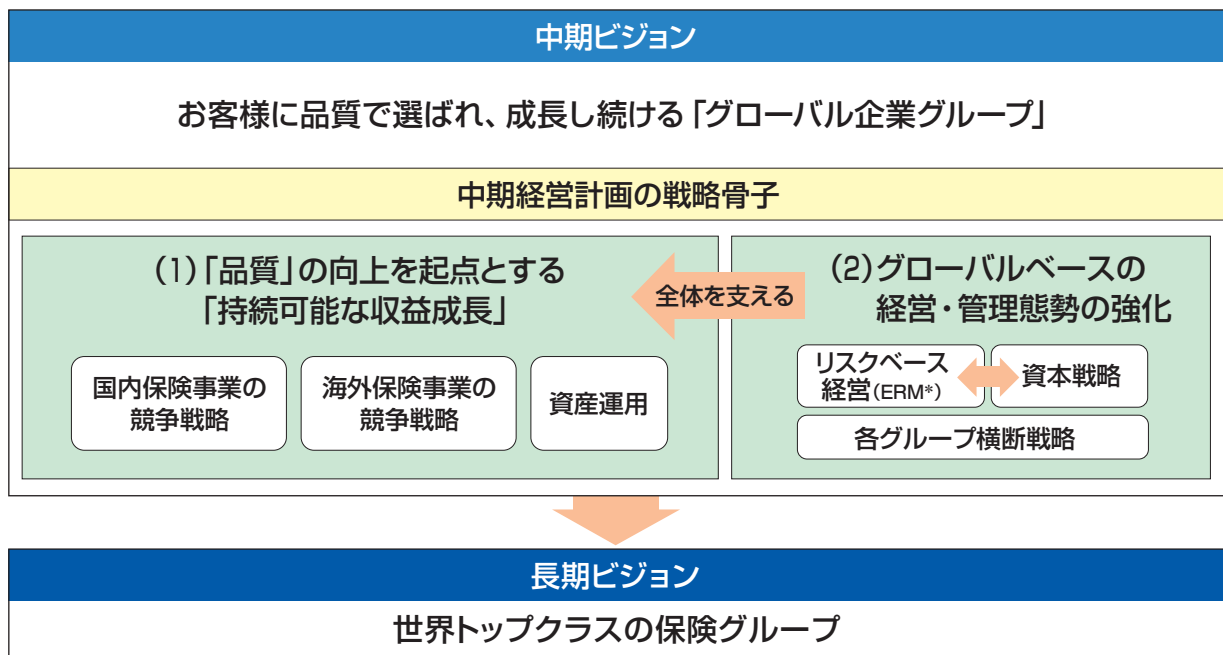 中期ビジョン
お客様に品質で選ばれ、成長し続ける「グローバル企業グループ」
中期経営計画の戦略骨子
(1)「品質」の向上を起点とする
「持続可能な収益成長」
国内保険事業の
競争戦略
海外保険事業の
競争戦略
資産運用
全体を支える
(2)グローバルベースの
経営・管理態勢の強化
リスクベース
経営(ERM*)
資本戦略
各グループ横断戦略
長期ビジョン
世界トップクラスの保険グループ